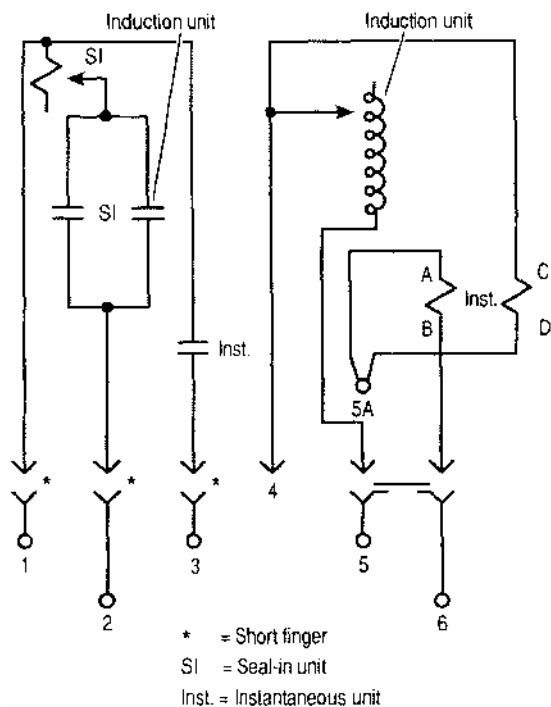 Induction unit
Induction unit
SI
SI
A
C
Inst.
B
D
Inst.
5A
*
*
*
4
1
3
5
2
6
* = Short finger
SI = Seal-in unit
Inst. = Instantaneous unit